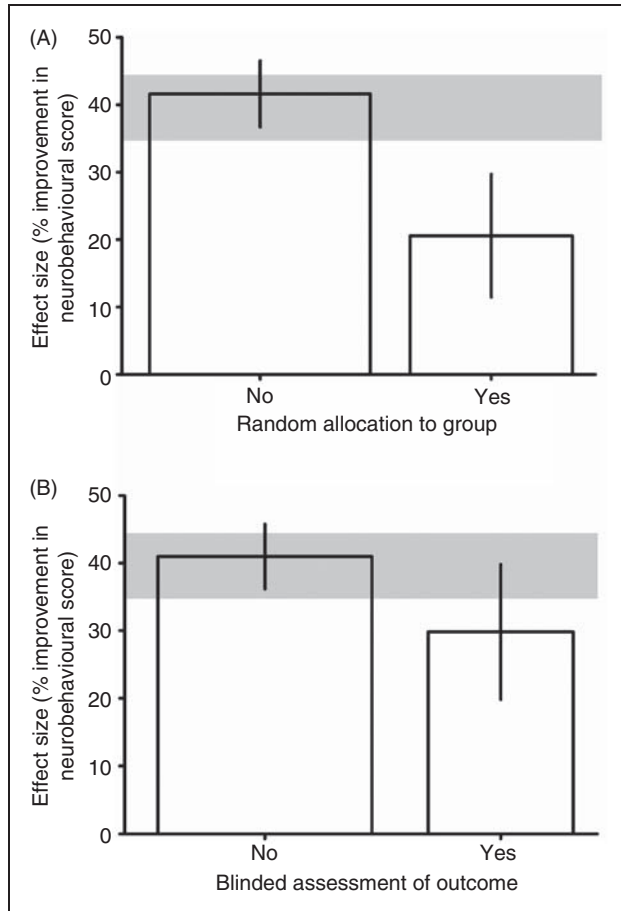 (A)
Effect size (% improvement in
neurobehavioural score)
50
40
30
20
10
0
No
Yes
Random allocation to group
(B)
Effect size (% improvement in
neurobehavioural score)
50
40
30
20
10
0
No
Yes
Blinded assessment of outcome